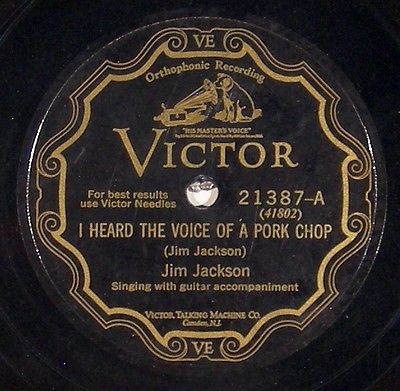 VE
Orthophonic Recording
"HIS MASTER'S VOICE"
VICTOR
For best results
use Victor Needles
21387-A
(41802)
I HEARD THE VOICE OF A PORK CHOP
(Jim Jackson)
Jim Jackson
Singing with guitar accompaniment
VICTOR TALKING MACHINE CO.
Camden, N.J.
VE